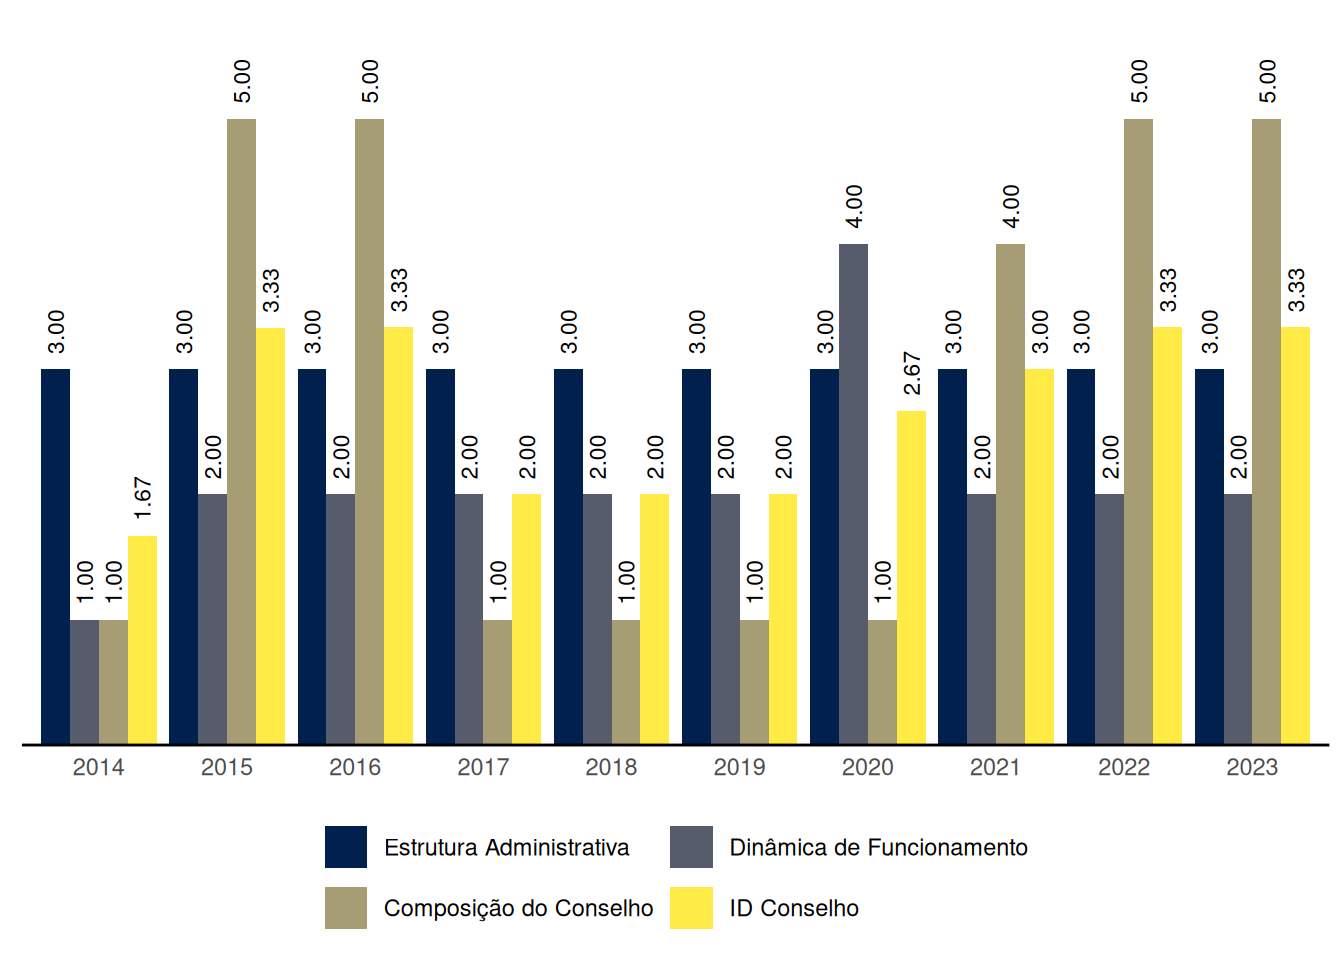 5.00 5.00 5.00 5.00
4.00 4.00
3.00 3.00 3.33 3.00 3.33 3.00 3.00 3.00 3.00 3.00 3.00 3.00 3.33 3.00 3.33
2.67
2.00 2.00 2.00 2.00 2.00 2.00 2.00 2.00 2.00 2.00 2.00
1.67
1.00 1.00 1.00 1.00 1.00 1.00
2014 2015 2016 2017 2018 2019 2020 2021 2022 2023
Estrutura Administrativa Dinâmica de Funcionamento
Composição do Conselho ID Conselho